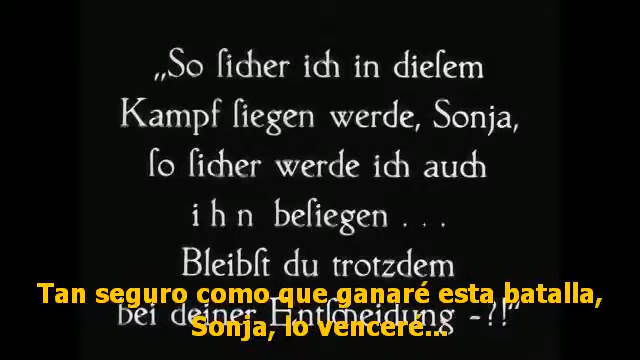 „So ſicher ich in dieſem
Kampf ſiegen werde, Sonja,
ſo ſicher werde ich auch
i h n beſiegen . . .
Bleibſt du trotzdem
bei deiner Entſcheidung -?!“
Tan seguro como que ganaré esta batalla,
Sonja, lo venceré...